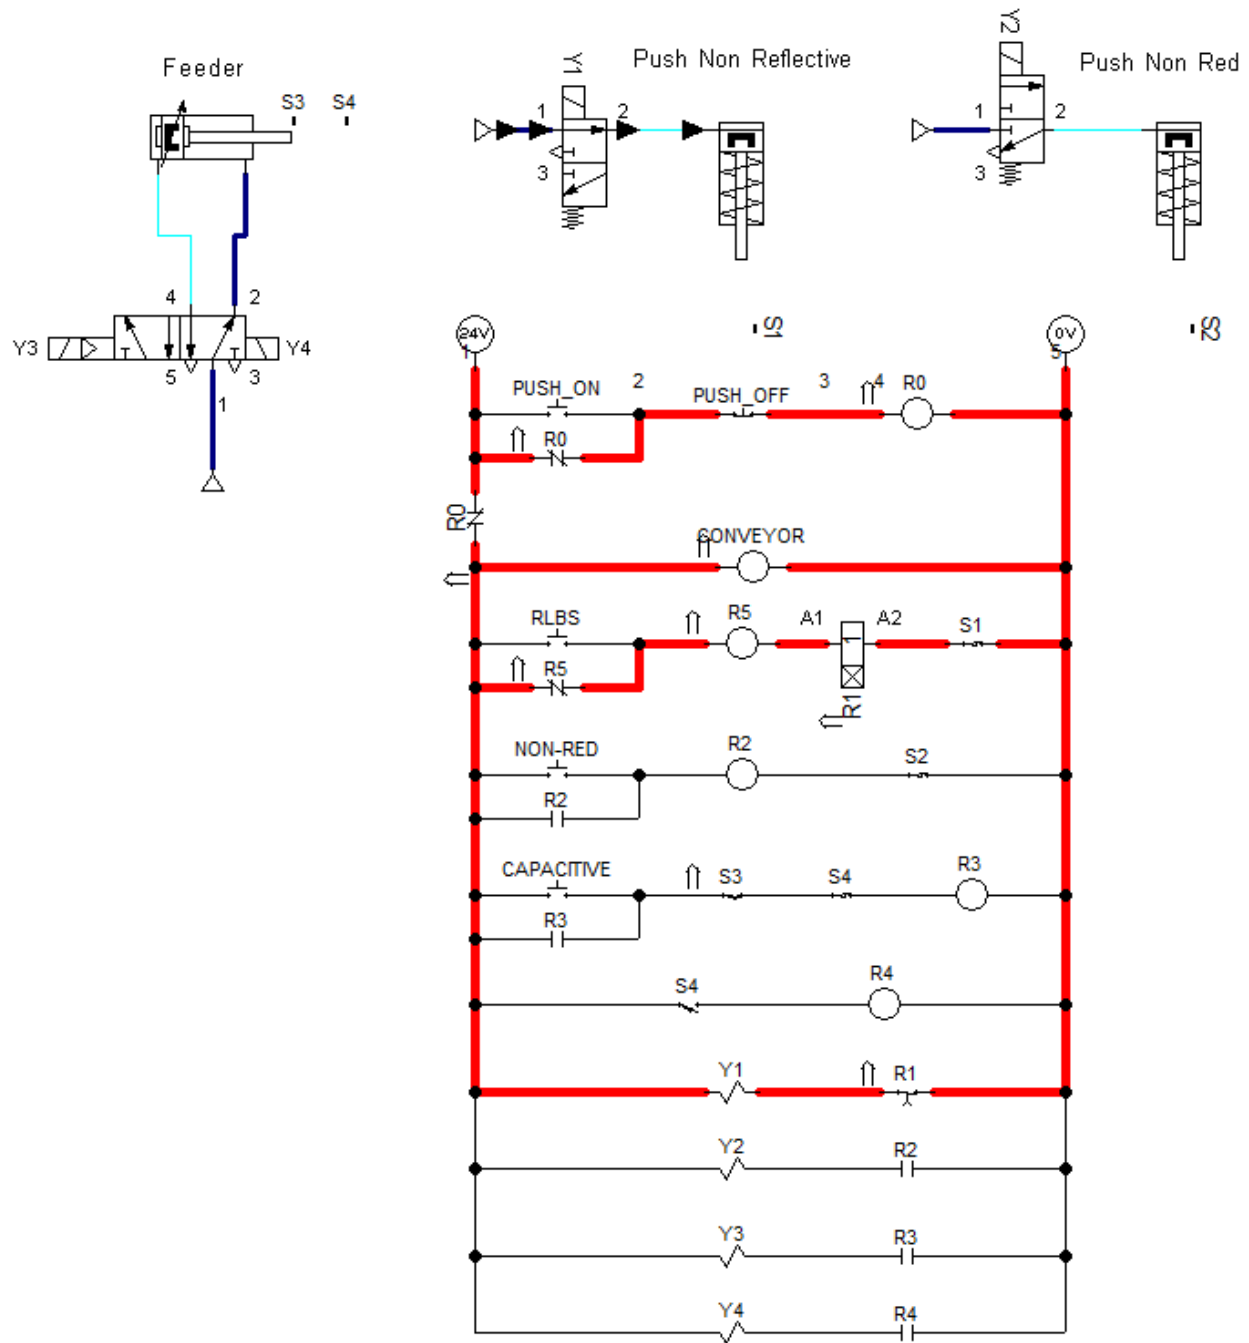 Feeder
S3 S4
4 2
Y3 Y4
5 3
1
Y1
Push Non Reflective
1 2
3
Y2
Push Non Red
1 2
3
24V
1
S1
0V
5
S2
PUSH_ON 2 PUSH_OFF 3 4 R0
R0
R0
CONVEYOR
RLBS R5 A1 A2 S1
R5
1
R1
NON-RED R2 S2
R2
CAPACITIVE S3 S4 R3
R3
S4 R4
Y1 R1
Y2 R2
Y3 R3
Y4 R4